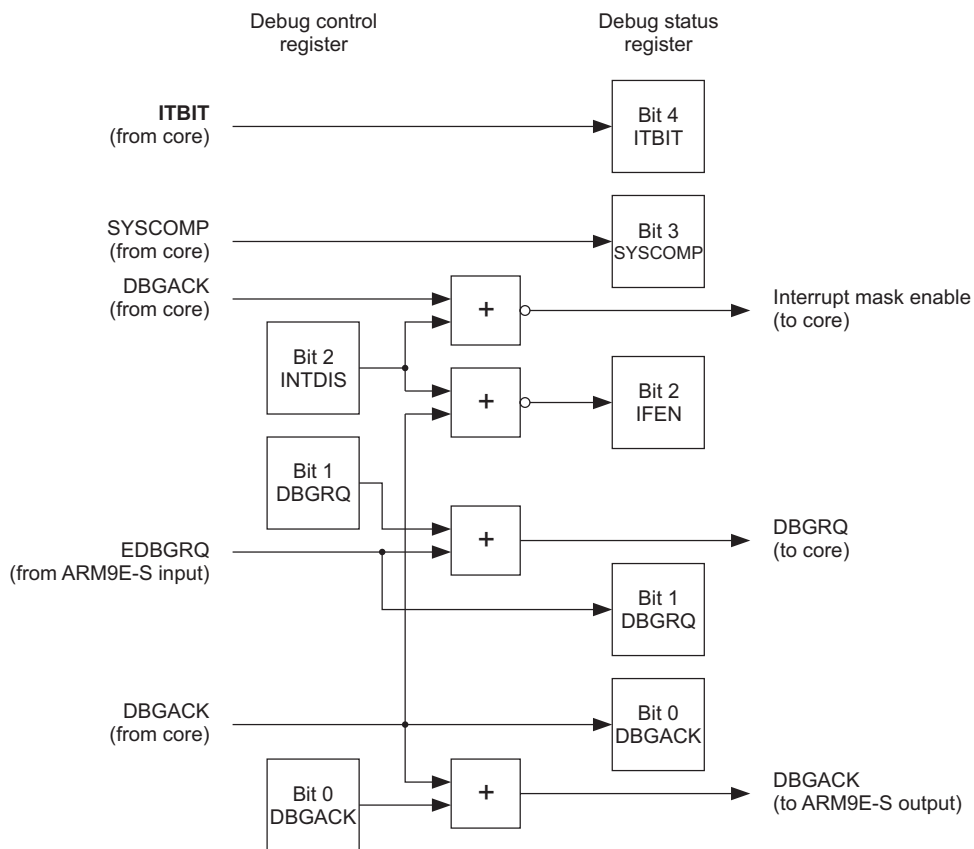 Debug control
register
Debug status
register
ITBIT
(from core)
Bit 4
ITBIT
SYSCOMP
(from core)
Bit 3
SYSCOMP
DBGACK
(from core)
+
Interrupt mask enable
(to core)
Bit 2
INTDIS
+
Bit 2
IFEN
Bit 1
DBGRQ
+
DBGRQ
(to core)
EDBGRQ
(from ARM9E-S input)
Bit 1
DBGRQ
DBGACK
(from core)
Bit 0
DBGACK
Bit 0
DBGACK
+
DBGACK
(to ARM9E-S output)